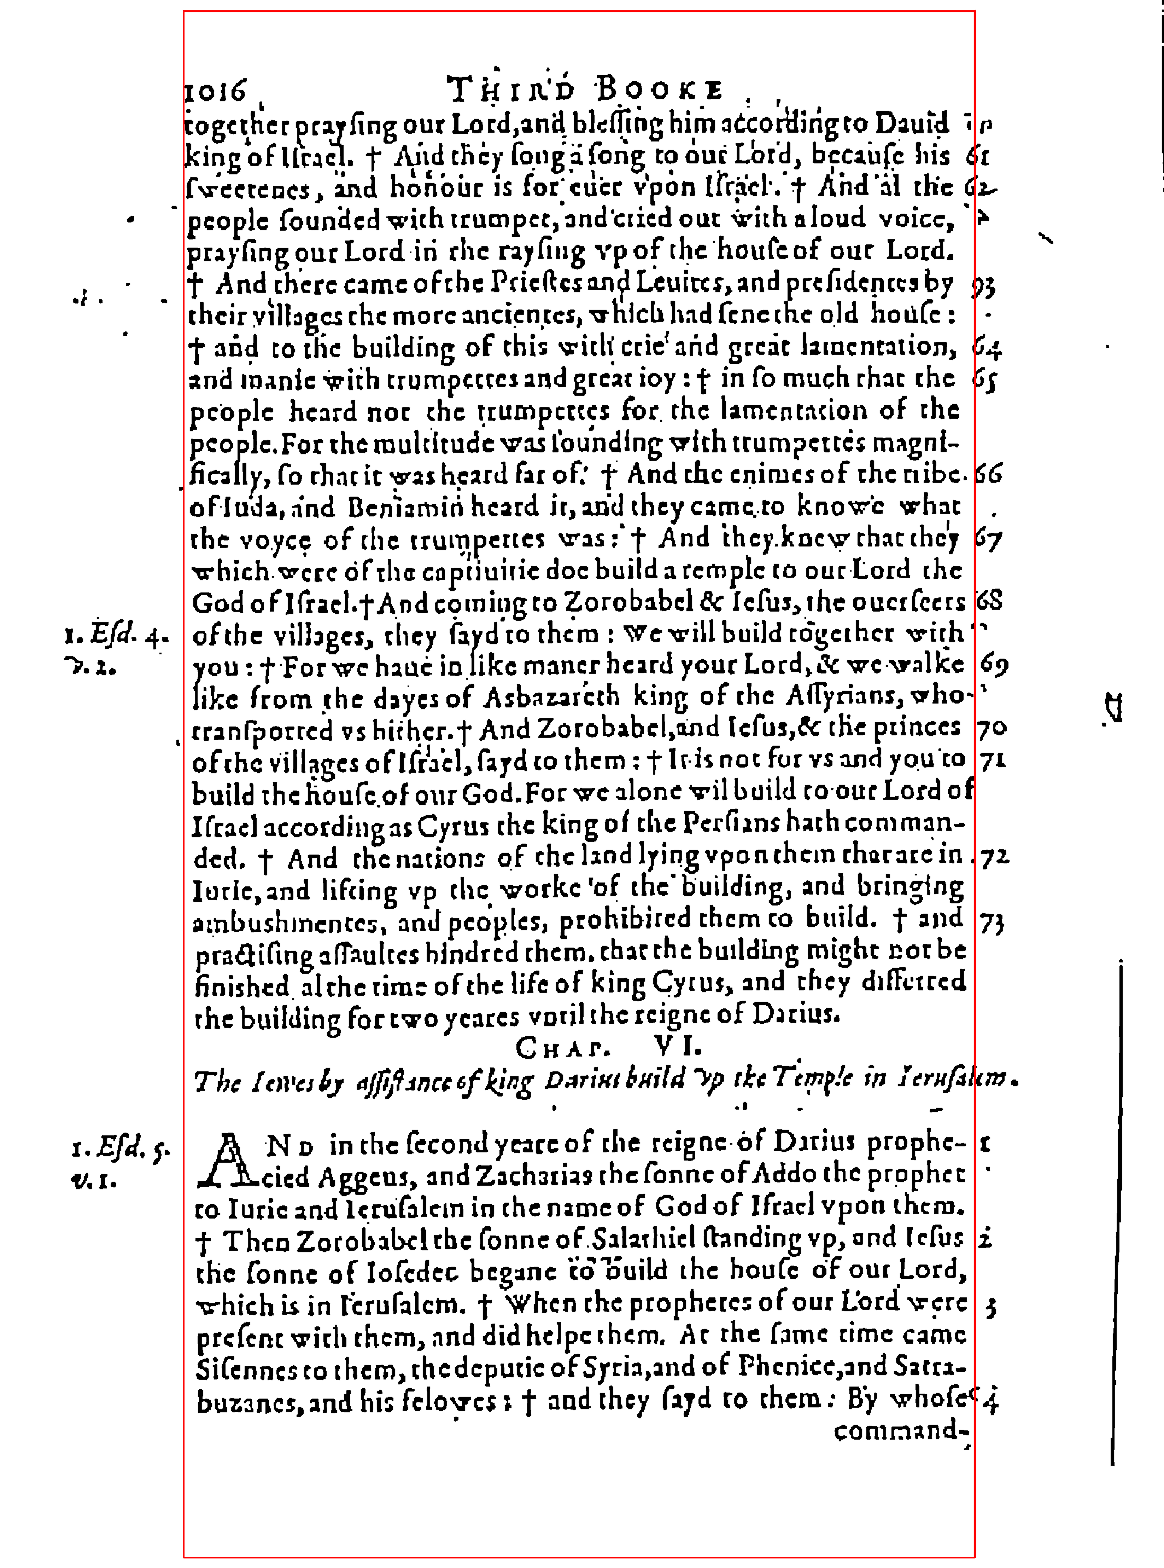 1016 THIRD BOOKE
together praysing our Lord, and blessing him according to Dauid
king of Israel. † And they song a song to our Lord, because his 61
sweetenes, and honour is for euer vpon Israel. † And al the 62
people sounded with trumpet, and cried out with a loud voice,
praysing our Lord in the raysing vp of the house of our Lord.
† And there came of the Priestes and Leuites, and presidentes by 93
their villages the more ancientes, which had sene the old house:
† and to the building of this with crie and great lamentation, 64
and manie with trumpettes and great ioy: † in so much that the 65
people heard not the trumpettes for the lamentation of the
people. For the multitude was sounding with trumpettes magni-
fically, so that it was heard far of. † And the enimes of the tribe 66
of Iuda, and Beniamin heard it, and they came to knowe what
the voyce of the trumpettes was: † And they knew that they 67
which were of the captiuitie doe build a temple to our Lord the
God of Israel. † And coming to Zorobabel & Iesus, the ouerseers 68
1. Esd. 4. of the villages, they sayd to them: We will build together with
v. 2. you: † For we haue in like maner heard your Lord, & we walke 69
like from the dayes of Asbazareth king of the Assyrians, who
transported vs hither. † And Zorobabel, and Iesus, & the princes 70
of the villages of Israel, sayd to them: † It is not for vs and you to 71
build the house of our God. For we alone wil build to our Lord of
Israel according as Cyrus the king of the Persians hath comman-
ded. † And the nations of the land lying vpon them that are in 72
Iurie, and lifting vp the worke of the building, and bringing
ambushmentes, and peoples, prohibited them to build. † and 73
practising assaultes hindred them, that the building might not be
finished al the time of the life of king Cyrus, and they differred
the building for two yeares vntil the reigne of Darius.
CHAP. VI.
The Iewes by assistance of king Darius build vp the Temple in Ierusalem.
1. Esd. 5. AND in the second yeare of the reigne of Darius prophe- 1
v. 1. cied Aggeus, and Zacharias the sonne of Addo the prophet
to Iurie and Ierusalem in the name of God of Israel vpon them.
† Then Zorobabel the sonne of Salathiel standing vp, and Iesus 2
the sonne of Iosedec begane to build the house of our Lord,
which is in Ierusalem. † When the prophetes of our Lord were 3
present with them, and did helpe them. At the same time came
Sisennes to them, the deputie of Syria, and of Phenice, and Satra-
buzanes, and his felowes: † and they sayd to them: By whose 4
command-